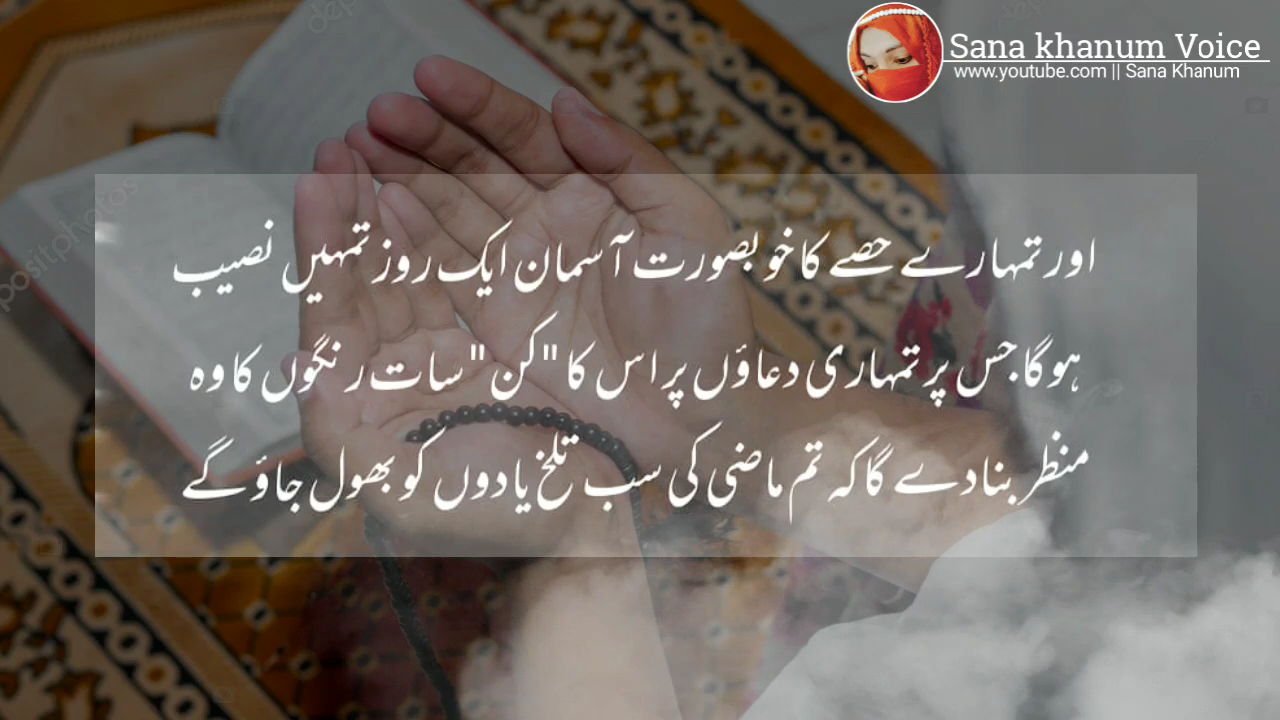 Sana khanum Voice
www.youtube.com || Sana Khanum
اور تمہارے حصے کا خوبصورت آسمان ایک روز تمہیں نصیب
ہوگا جس پر تمہاری دعاؤں پر اس کا "کن" سات رنگوں کا وہ
منظر بنا دے گا کہ تم ماضی کی سب تلخ یادوں کو بھول جاؤ گے